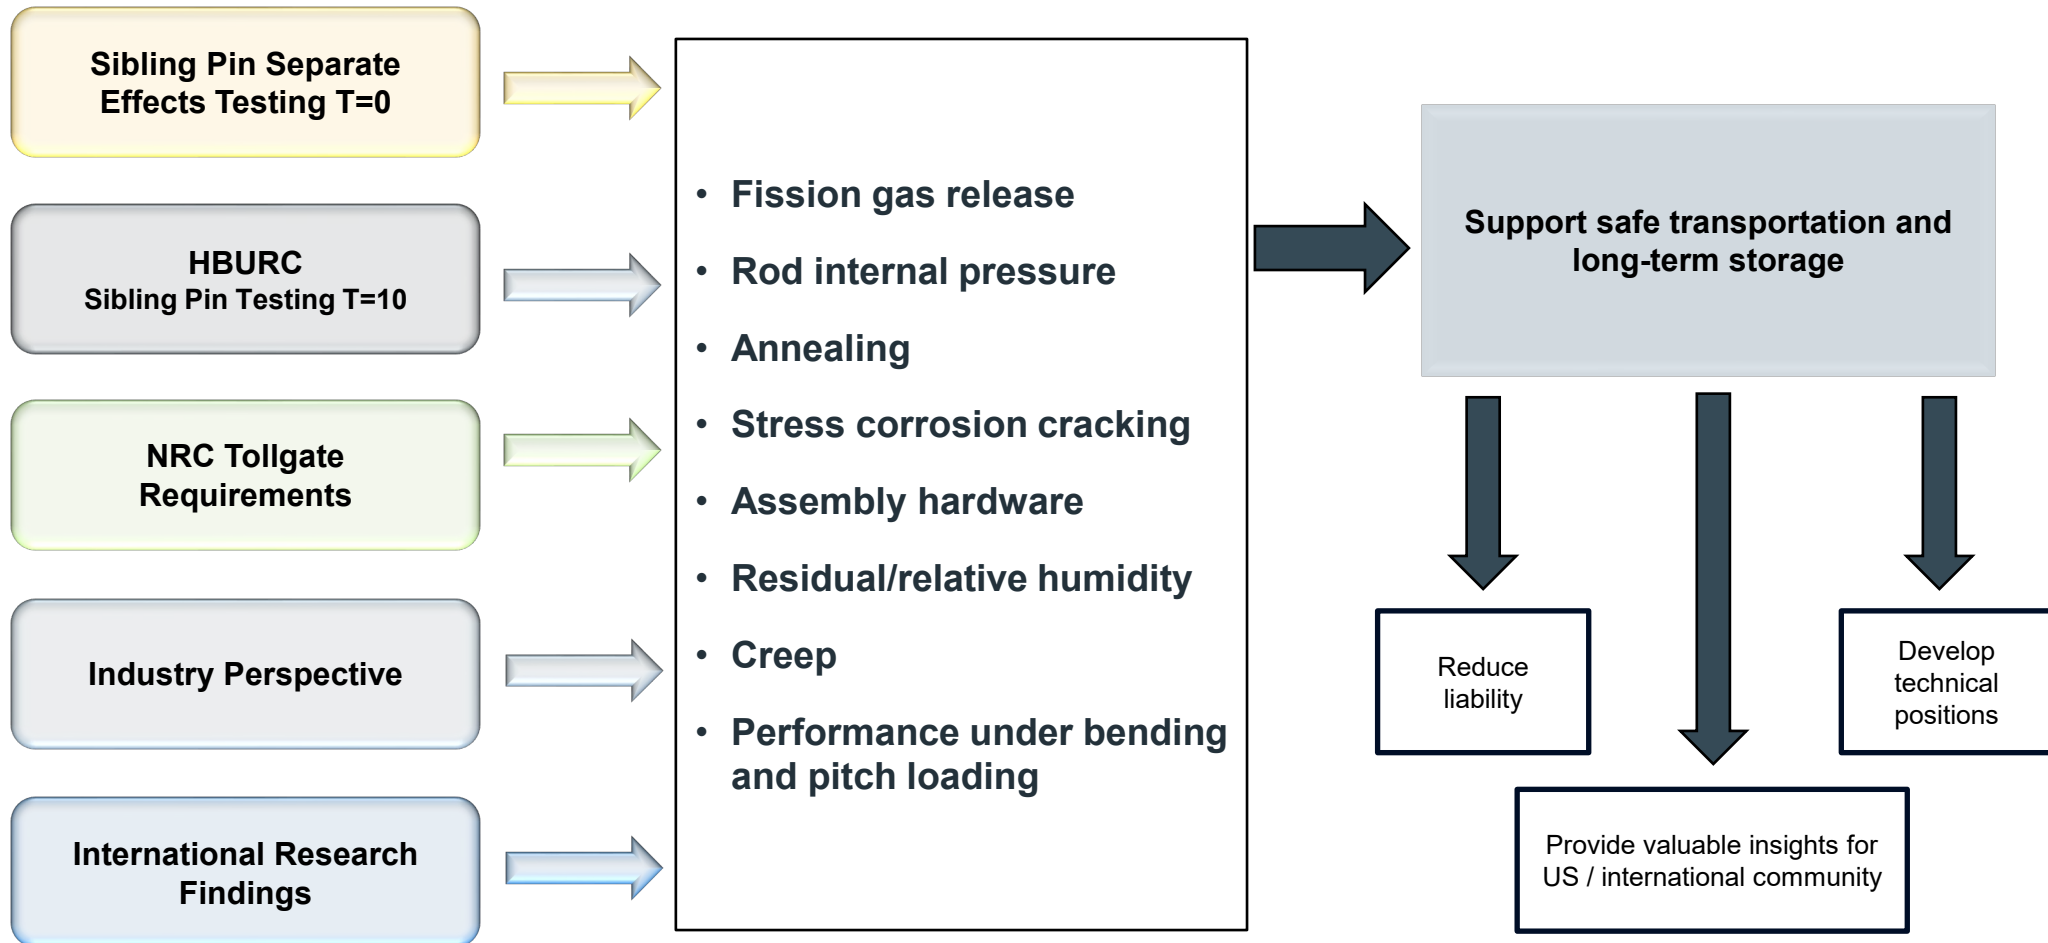 Sibling Pin Separate
Effects Testing T=0
HBURC
Sibling Pin Testing T=10
NRC Tollgate
Requirements
Industry Perspective
International Research
Findings
• Fission gas release
• Rod internal pressure
• Annealing
• Stress corrosion cracking
• Assembly hardware
• Residual/relative humidity
• Creep
• Performance under bending
and pitch loading
Support safe transportation and
long-term storage
Reduce
liability
Provide valuable insights for
US / international community
Develop
technical
positions